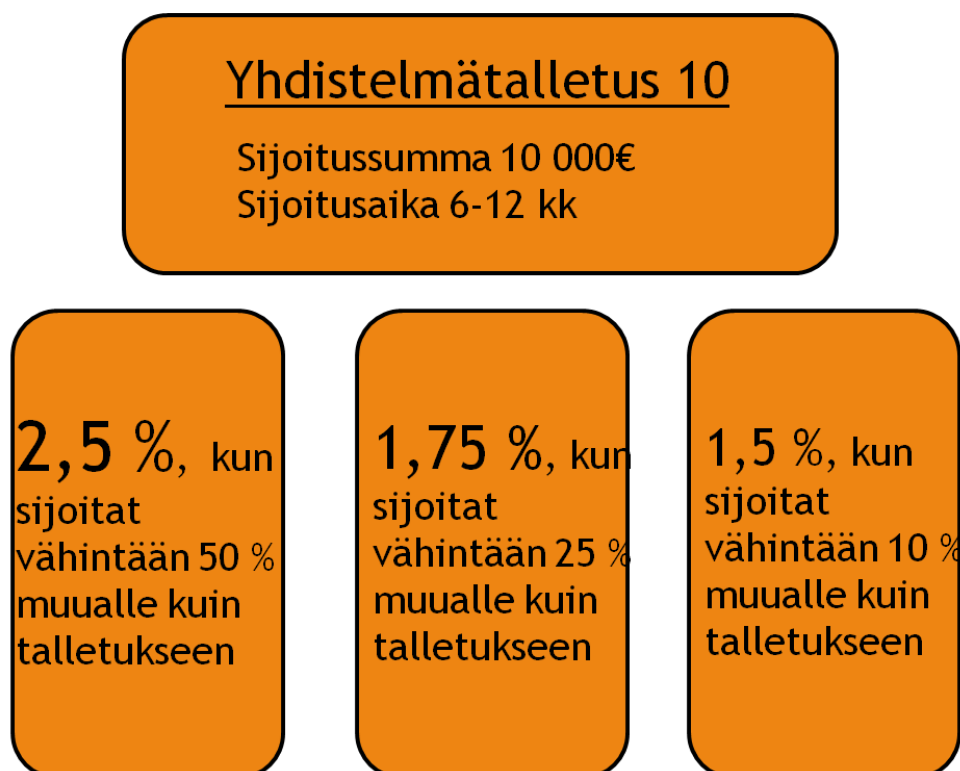 Yhdistelmätalletus 10
Sijoitussumma 10 000€
Sijoitusaika 6-12 kk
2,5 %, kun
sijoitat
vähintään 50 %
muualle kuin
talletukseen
1,75 %, kun
sijoitat
vähintään 25 %
muualle kuin
talletukseen
1,5 %, kun
sijoitat
vähintään 10 %
muualle kuin
talletukseen